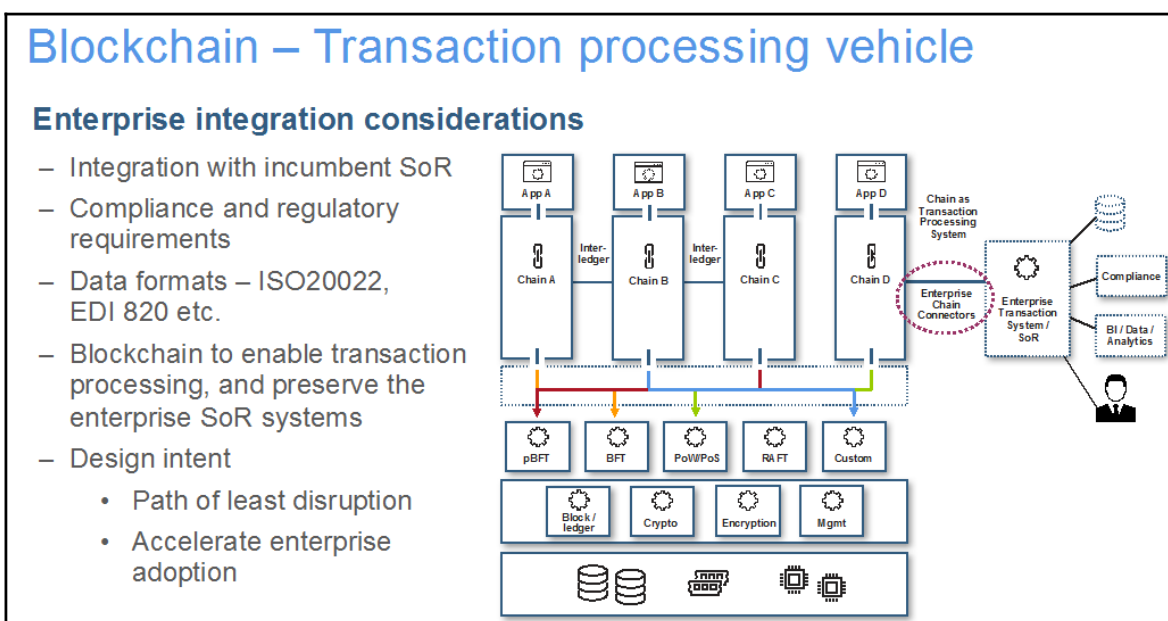 Blockchain – Transaction processing vehicle
Enterprise integration considerations
– Integration with incumbent SoR
– Compliance and regulatory
requirements
– Data formats – ISO20022,
EDI 820 etc.
– Blockchain to enable transaction
processing, and preserve the
enterprise SoR systems
– Design intent
• Path of least disruption
• Accelerate enterprise
adoption
App A
App B
App C
App D
Chain A
Inter-
ledger
Chain B
Inter-
ledger
Chain C
Chain D
Chain as
Transaction
Processing
System
Enterprise
Chain
Connectors
Enterprise
Transaction
System /
SoR
Compliance
BI / Data /
Analytics
pBFT
BFT
PoW/PoS
RAFT
Custom
Block /
ledger
Crypto
Encryption
Mgmt